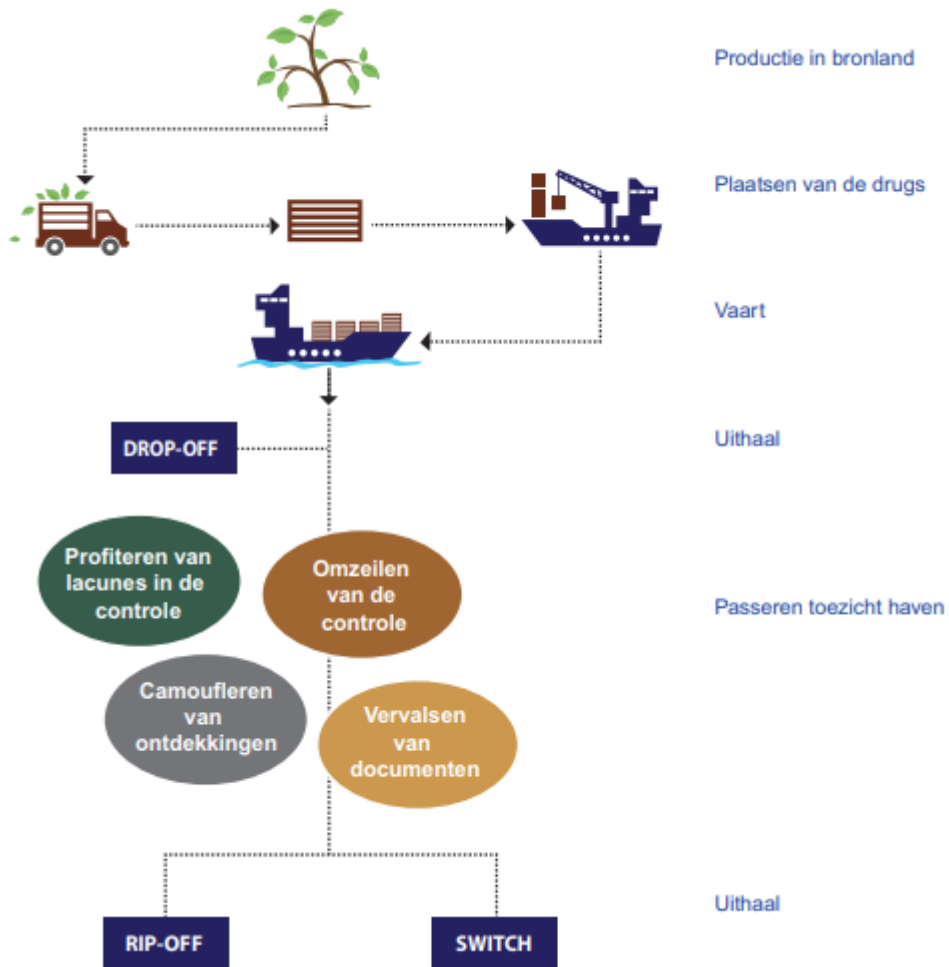 Productie in bronland
Plaatsen van de drugs
Vaart
DROP-OFF
Uithaal
Profiteren van
lacunes in de
controle
Omzeilen
van de
controle
Passeren toezicht haven
Camoufleren
van
ontdekkingen
Vervalsen
van
documenten
RIP-OFF
SWITCH
Uithaal